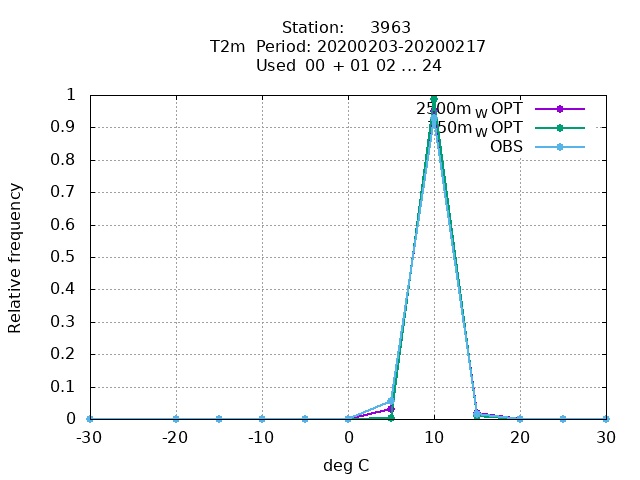 Station: 3963
T2m Period: 20200203-20200217
Used 00 + 01 02 ... 24
2500m W OPT
750m W OPT
OBS
Relative frequency
1
0.9
0.8
0.7
0.6
0.5
0.4
0.3
0.2
0.1
0
-30 -20 -10 0 10 20 30
deg C